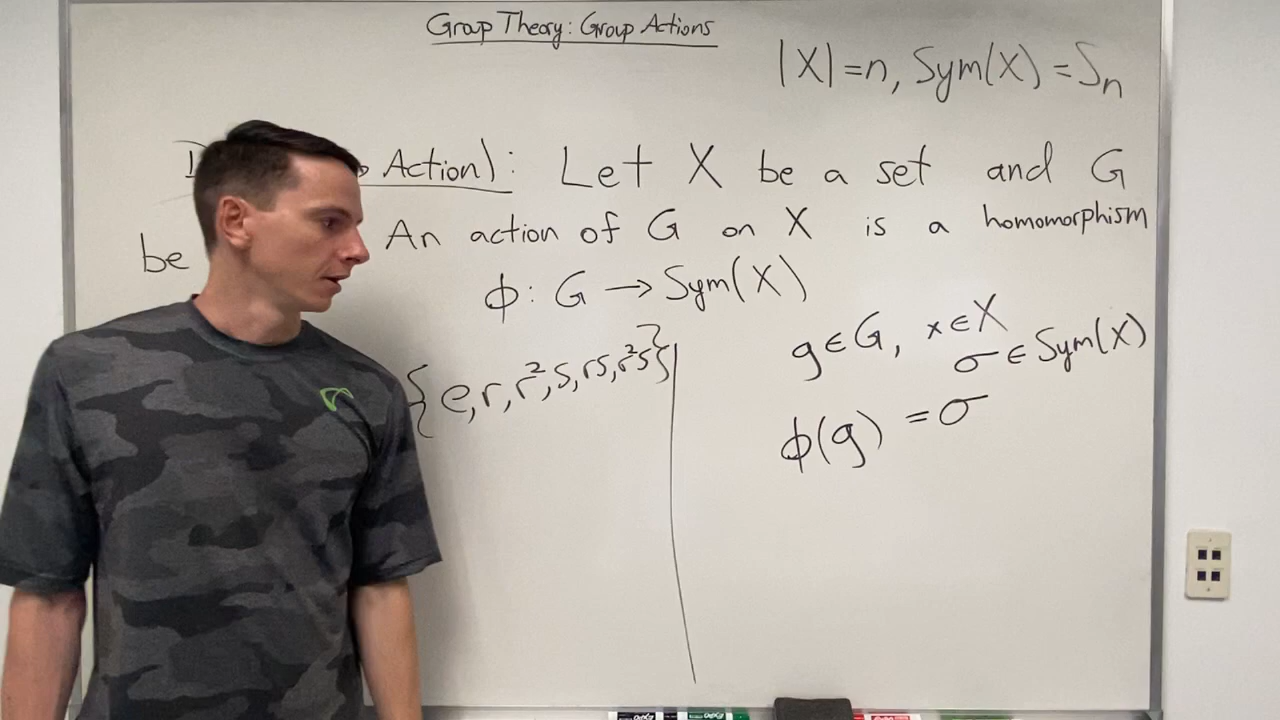 Group Theory: Group Actions
|X|=n, Sym(X)=Sₙ
Action): Let X be a set and G
be An action of G on X is a homomorphism
ϕ: G → Sym(X)
{e,r,r²,s,rs,r²s}
g∈G, x∈X
σ∈Sym(X)
ϕ(g) =σ